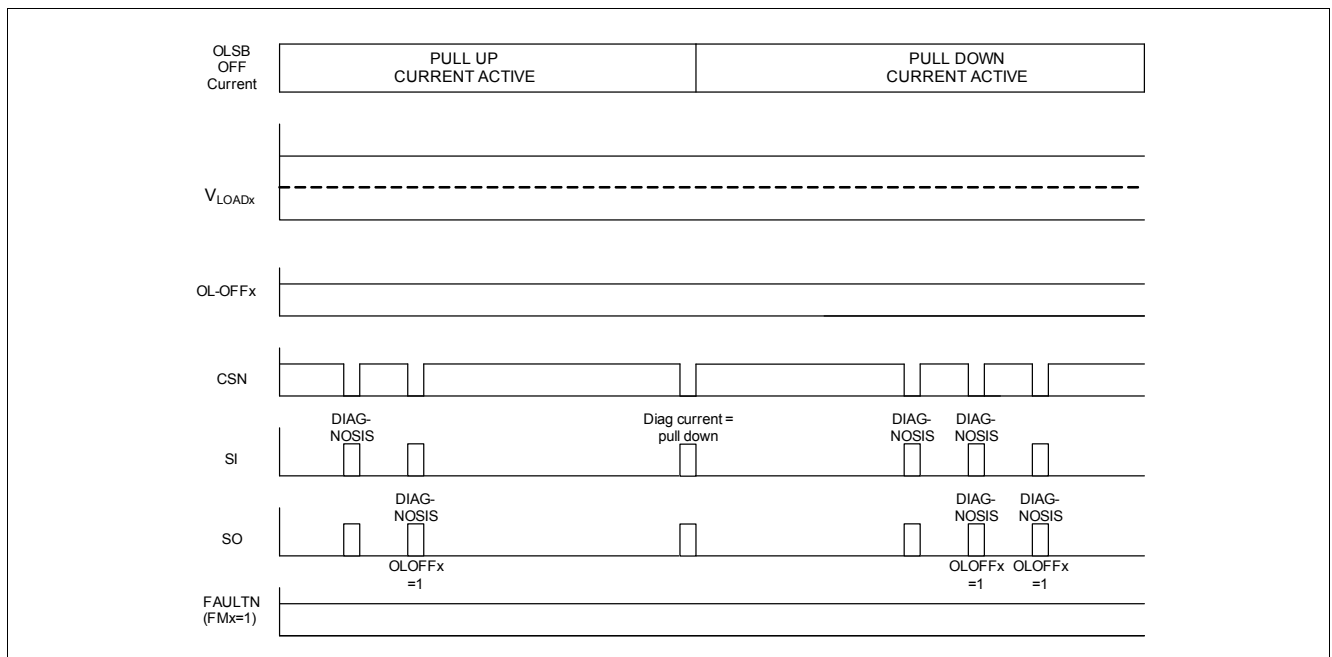 OLSB
OFF
Current
PULL UP
CURRENT ACTIVE
PULL DOWN
CURRENT ACTIVE
VLOADx
OL-OFFx
CSN
DIAG-
NOSIS
Diag current =
pull down
DIAG-
NOSIS
DIAG-
NOSIS
SI
DIAG-
NOSIS
DIAG-
NOSIS
DIAG-
NOSIS
SO
OLOFFx
=1
OLOFFx
=1
OLOFFx
=1
FAULTN
(FMx=1)